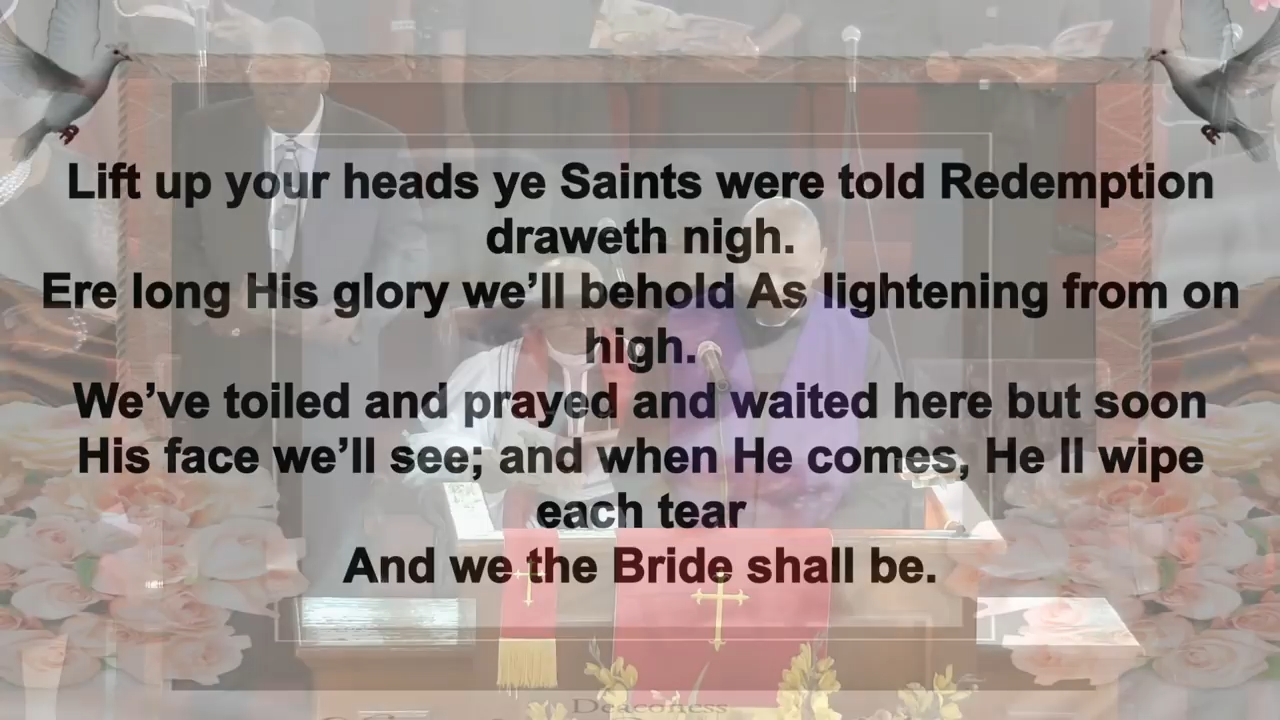 Lift up your heads ye Saints were told Redemption
draweth nigh.
Ere long His glory we’ll behold As lightening from on
high.
We’ve toiled and prayed and waited here but soon
His face we’ll see; and when He comes, He ll wipe
each tear
And we the Bride shall be.
Deaconess